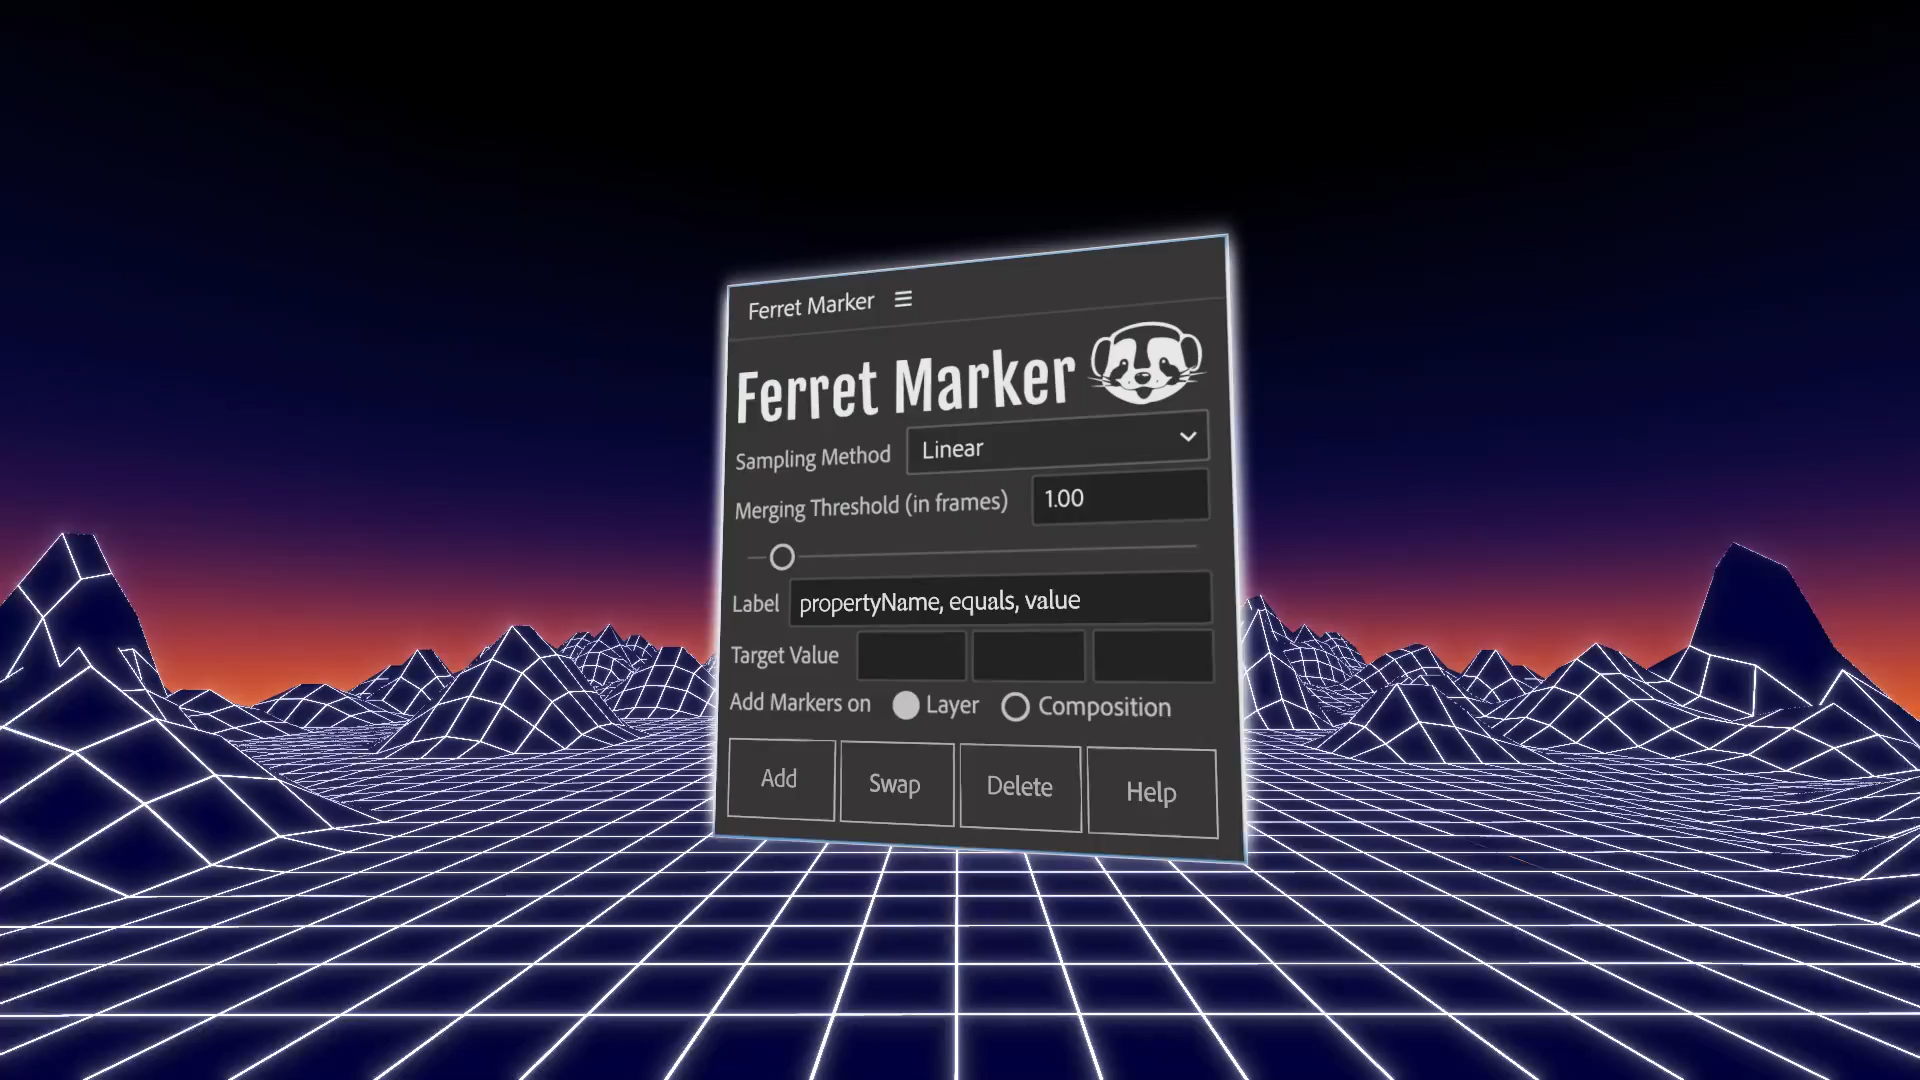 Ferret Marker
Ferret Marker
Sampling Method Linear
Merging Threshold (in frames) 1.00
Label propertyName, equals, value
Target Value
Add Markers on Layer Composition
Add Swap Delete Help